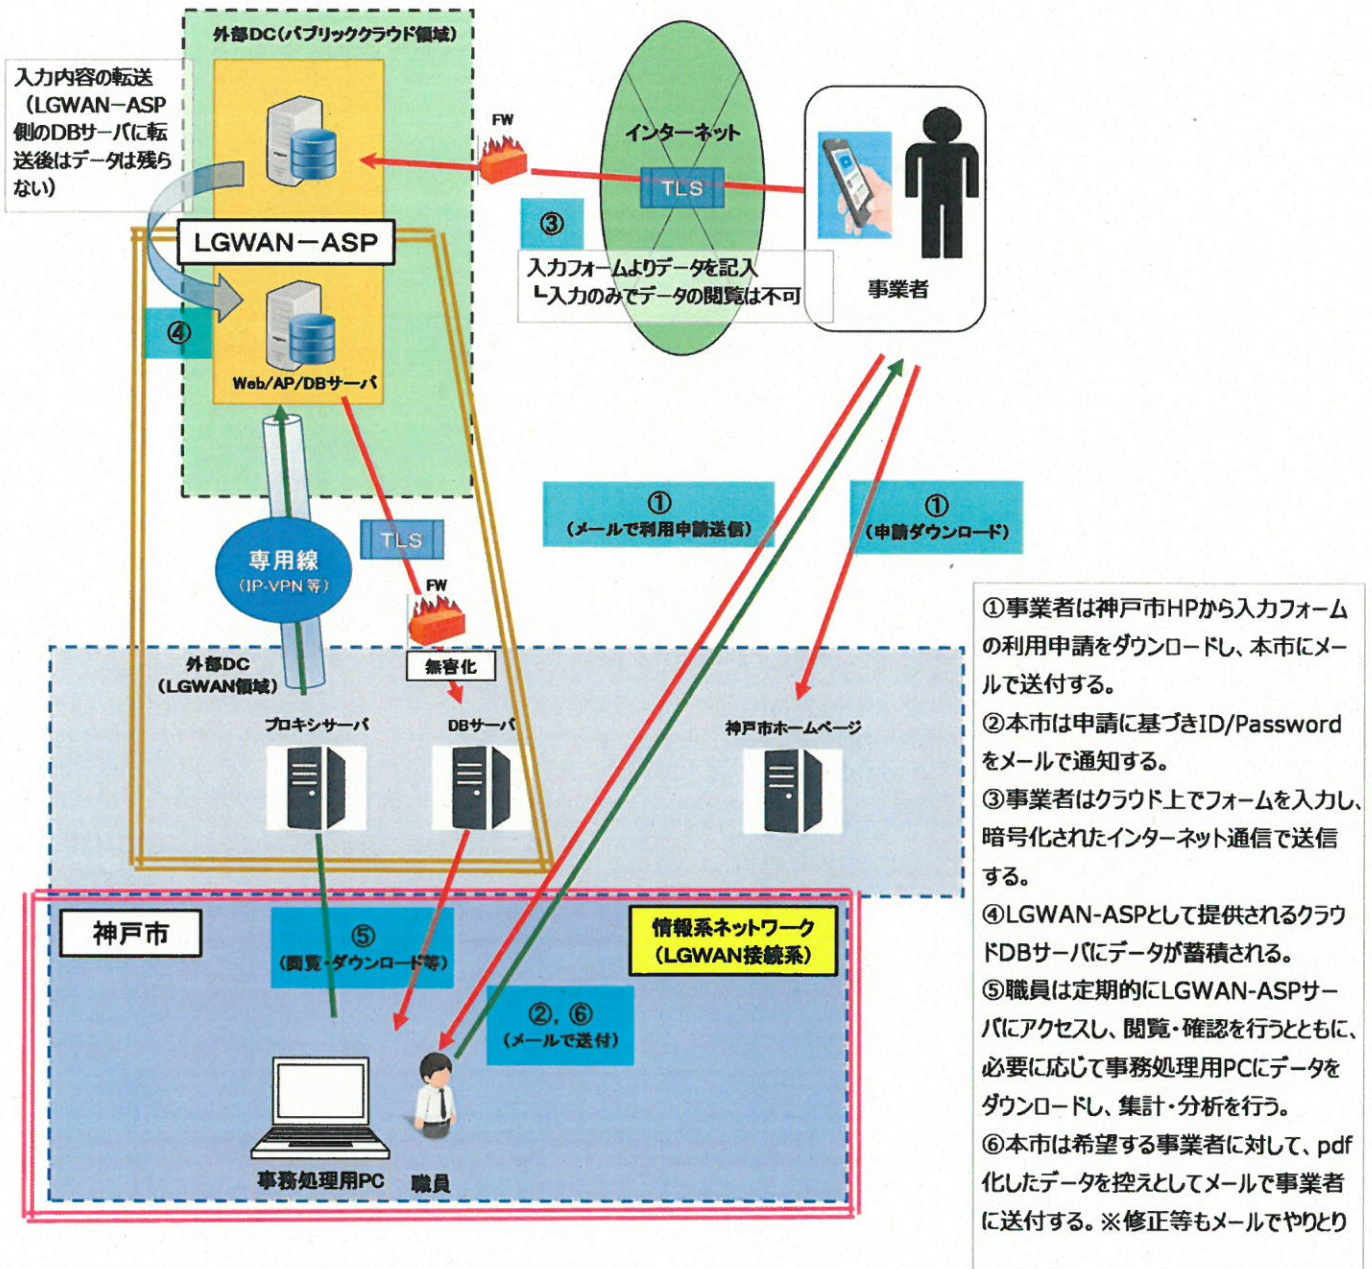 外部DC(パブリッククラウド領域)
入力内容の転送
(LGWAN-ASP
側のDBサーバに転
送後はデータは残ら
ない)
FW
インターネット
TLS
LGWAN-ASP
③
入力フォームよりデータを記入
┗入力のみでデータの閲覧は不可
事業者
④
Web/AP/DBサーバ
①
(メールで利用申請送信)
①
(申請ダウンロード)
TLS
専用線
(IP-VPN等)
FW
外部DC
(LGWAN領域)
無害化
プロキシサーバ
DBサーバ
神戸市ホームページ
神戸市
⑤
(閲覧・ダウンロード等)
情報系ネットワーク
(LGWAN接続系)
②, ⑥
(メールで送付)
事務処理用PC
職員
①事業者は神戸市HPから入力フォーム
の利用申請をダウンロードし、本市にメー
ルで送付する。
②本市は申請に基づきID/Password
をメールで通知する。
③事業者はクラウド上でフォームを入力し、
暗号化されたインターネット通信で送信
する。
④LGWAN-ASPとして提供されるクラウ
ドDBサーバにデータが蓄積される。
⑤職員は定期的にLGWAN-ASPサー
バにアクセスし、閲覧・確認を行うとともに、
必要に応じて事務処理用PCにデータを
ダウンロードし、集計・分析を行う。
⑥本市は希望する事業者に対して、pdf
化したデータを控えとしてメールで事業者
に送付する。※修正等もメールでやりとり